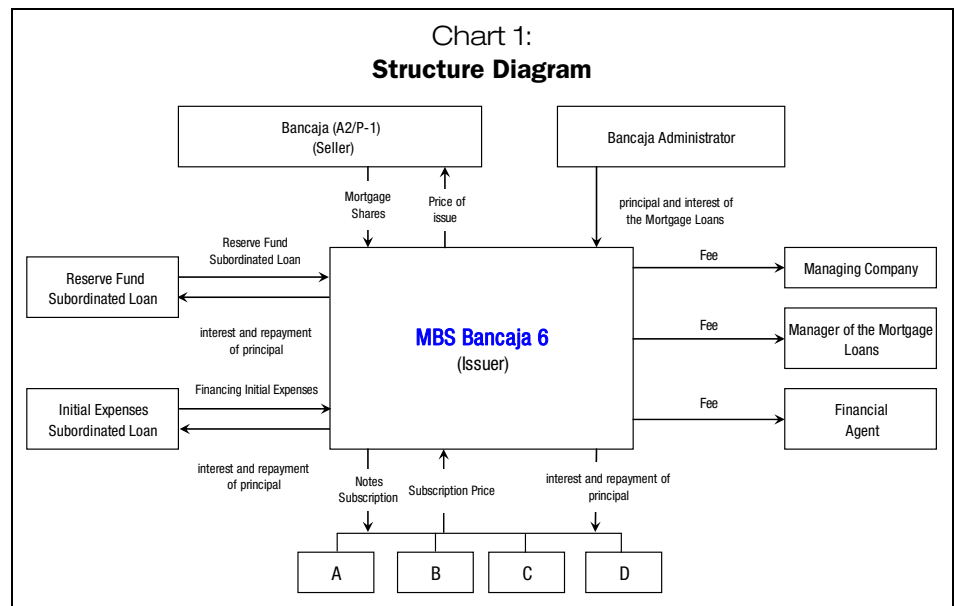 Chart 1:
Structure Diagram
Bancaja (A2/P-1)
(Seller)
Bancaja Administrator
Mortgage
Shares
Price of
issue
principal and interest of
the Mortgage Loans
Reserve Fund
Subordinated Loan
Reserve Fund
Subordinated Loan
interest and repayment
of principal
MBS Bancaja 6
(Issuer)
Fee
Managing Company
Fee
Manager of the Mortgage
Loans
Financing Initial Expenses
Initial Expenses
Subordinated Loan
interest and repayment
of principal
Fee
Financial
Agent
Notes
Subscription
Subscription Price
interest and repayment of
principal
A
B
C
D